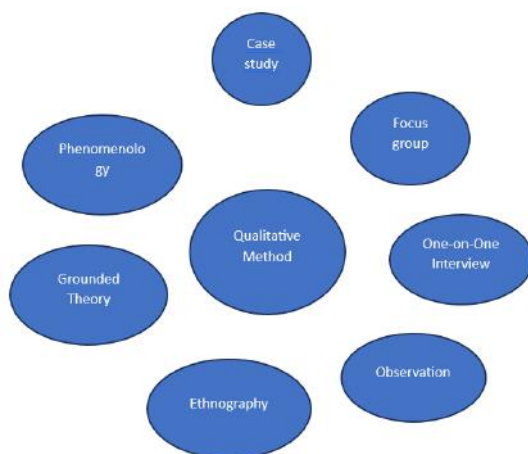 Case
study
Focus
group
Phenomenolo
gy
Qualitative
Method
One-on-One
Interview
Grounded
Theory
Observation
Ethnography